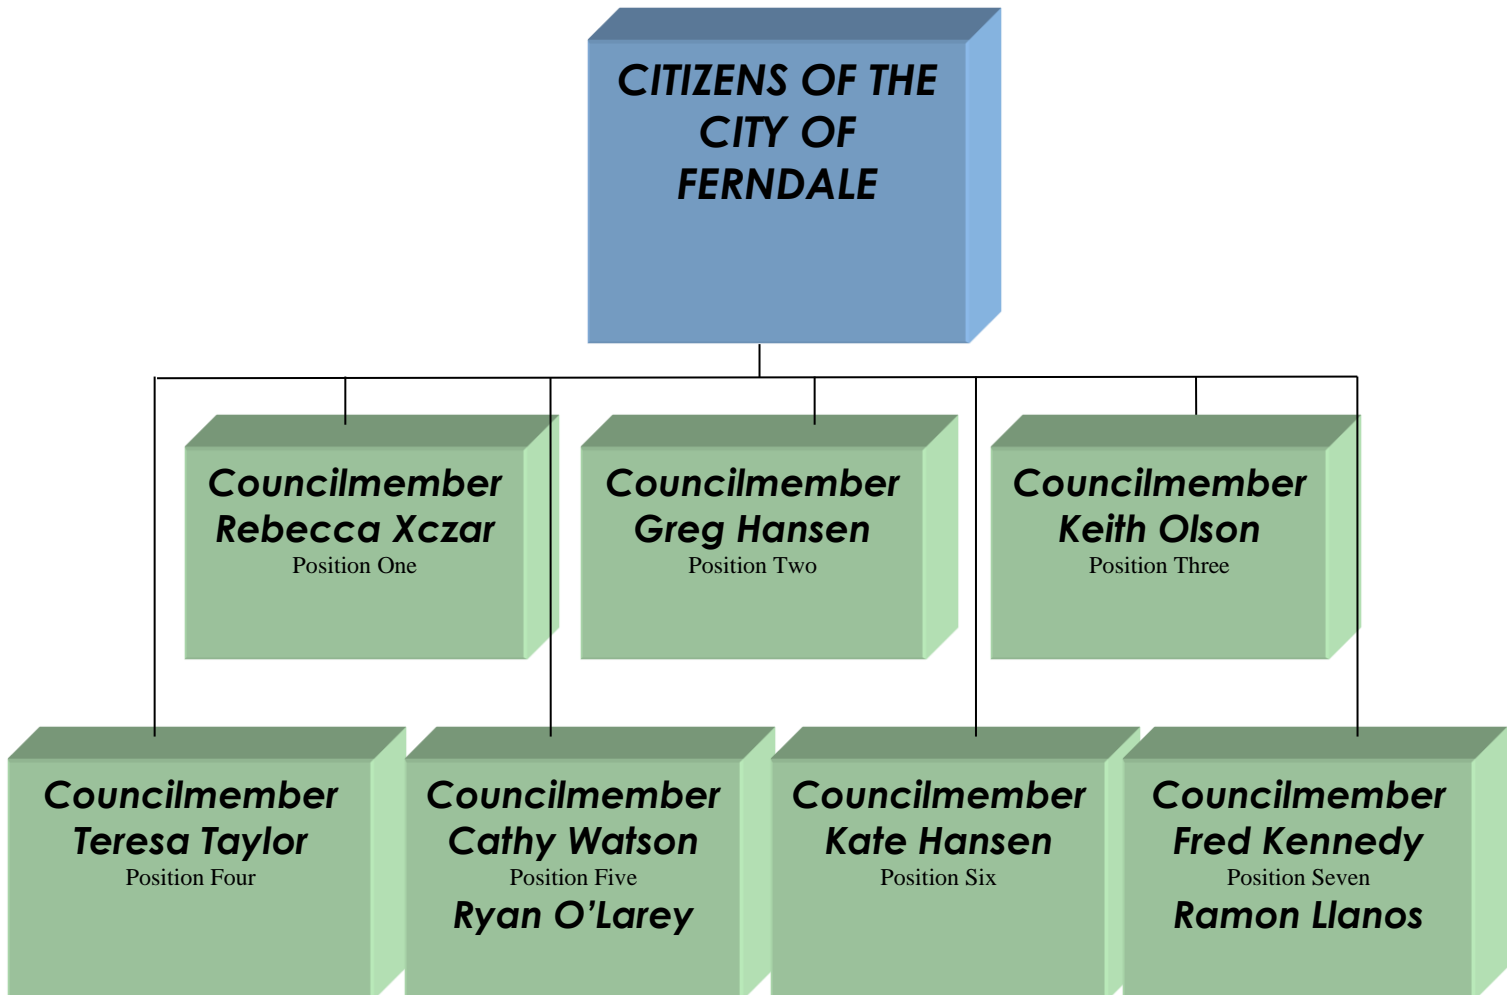 CITIZENS OF THE
CITY OF
FERNDALE
Councilmember
Rebecca Xczar
Position One
Councilmember
Greg Hansen
Position Two
Councilmember
Keith Olson
Position Three
Councilmember
Teresa Taylor
Position Four
Councilmember
Cathy Watson
Position Five
Ryan O’Larey
Councilmember
Kate Hansen
Position Six
Councilmember
Fred Kennedy
Position Seven
Ramon Llanos